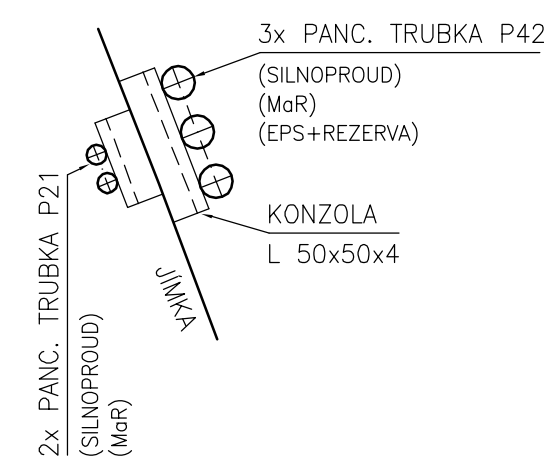 3x PANC. TRUBKA P42
(SILNOPROUD)
(MaR)
(EPS+REZERVA)
KONZOLA
L 50x50x4
JÍMKA
2x PANC. TRUBKA P21
(SILNOPROUD)
(MaR)